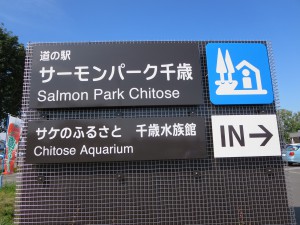 道の駅
サーモンパーク千歳
Salmon Park Chitose
サケのふるさと 千歳水族館
Chitose Aquarium
IN→